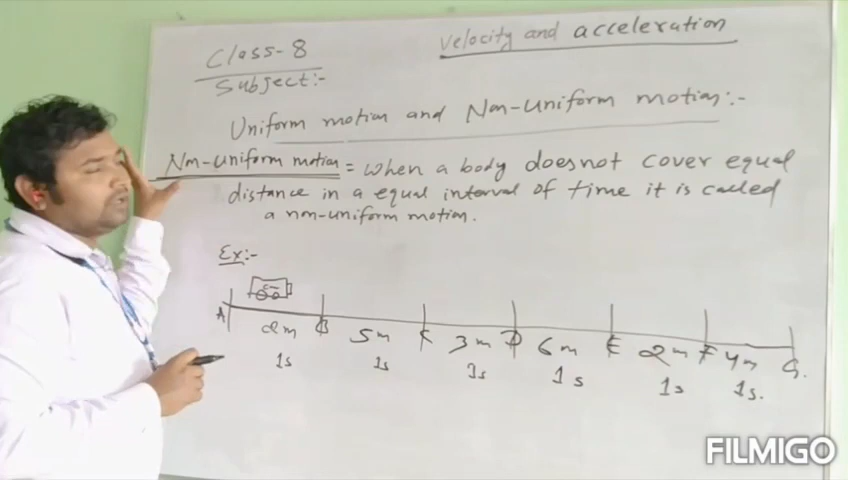 Class-8
velocity and acceleration
Subject:-
Uniform motion and Non-uniform motion:-
Non-uniform motion = when a body doesnot cover equal
distance in a equal interval of time it is called
a non-uniform motion.
Ex:-
A 2m B 5m C 3m D 6m E 2m F 4m G.
1s 1s 1s 1s 1s 1s.
FILMIGO